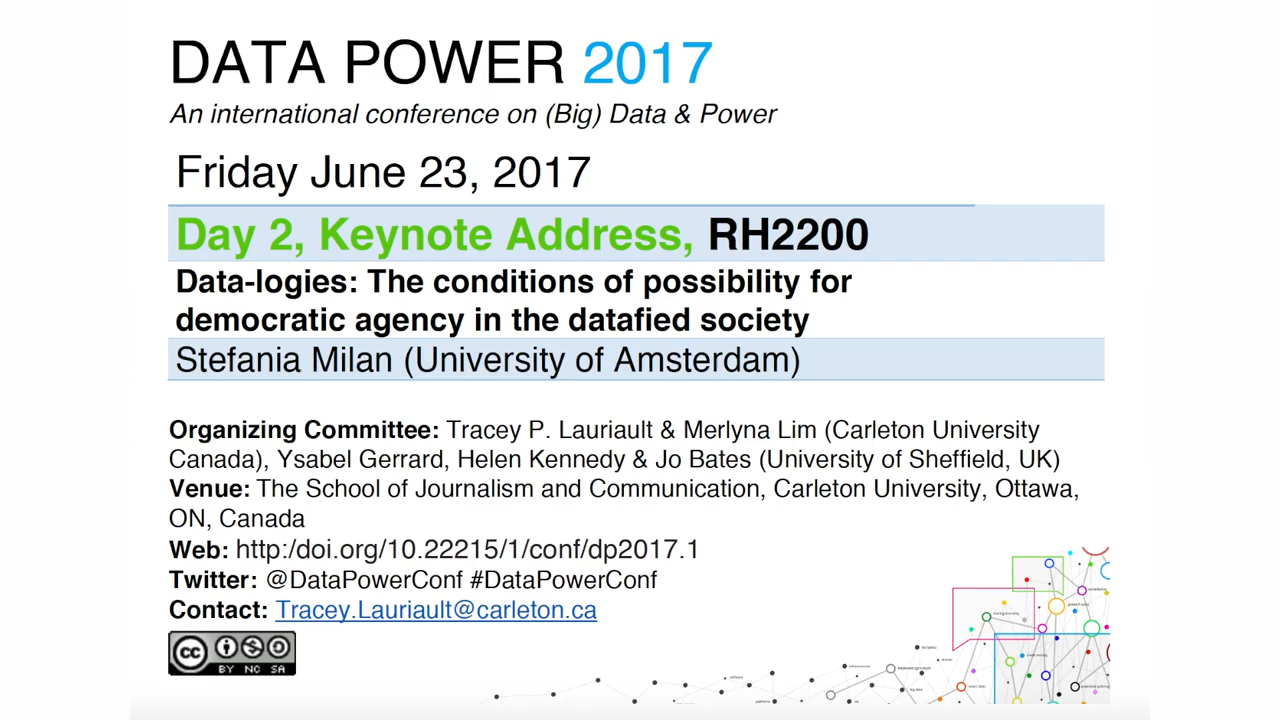 DATA POWER 2017
An international conference on (Big) Data & Power
Friday June 23, 2017
Day 2, Keynote Address, RH2200
Data-logies: The conditions of possibility for
democratic agency in the datafied society
Stefania Milan (University of Amsterdam)
Organizing Committee: Tracey P. Lauriault & Merlyna Lim (Carleton University
Canada), Ysabel Gerrard, Helen Kennedy & Jo Bates (University of Sheffield, UK)
Venue: The School of Journalism and Communication, Carleton University, Ottawa,
ON, Canada
Web: http:/doi.org/10.22215/1/conf/dp2017.1
Twitter: @DataPowerConf #DataPowerConf
Contact: Tracey.Lauriault@carleton.ca
cc
BY NC SA